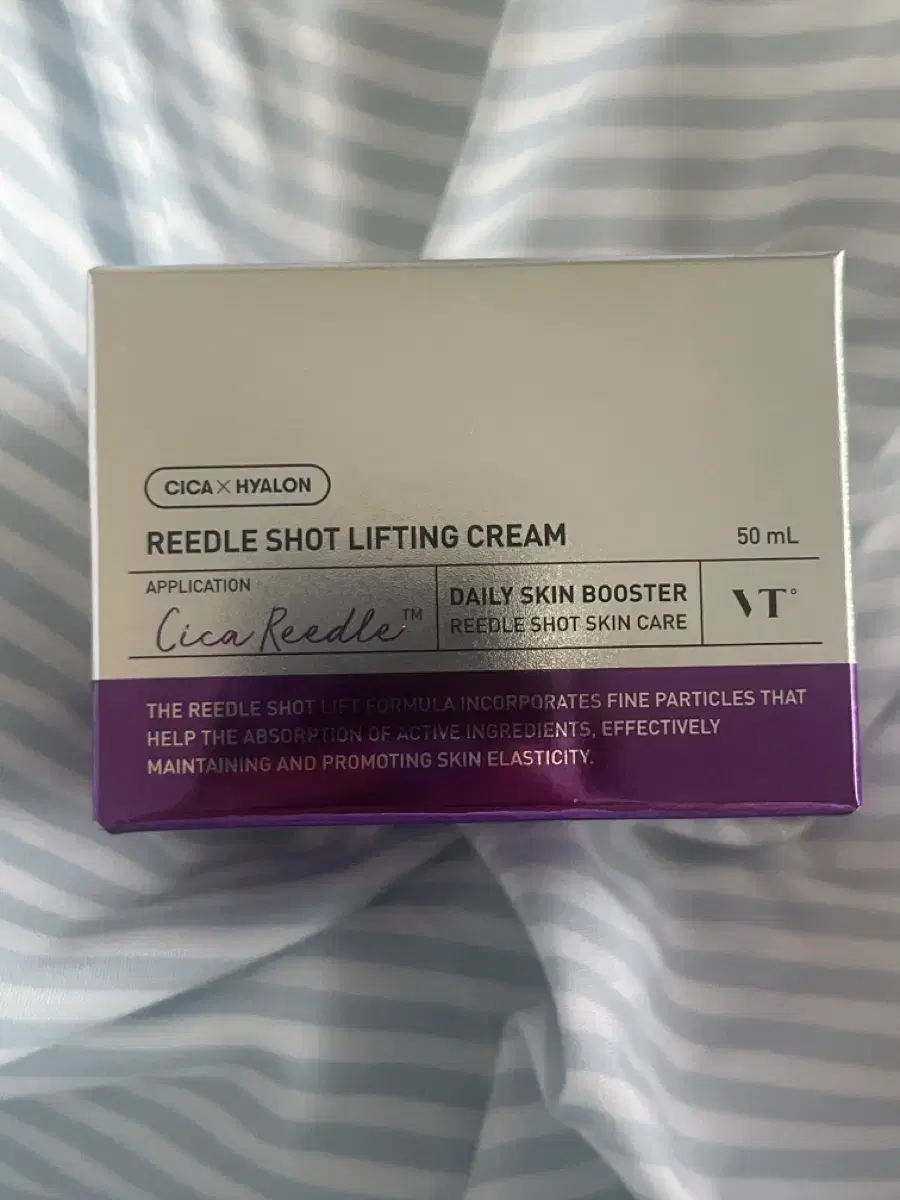 CICA X HYALON
REEDLE SHOT LIFTING CREAM
50 mL
APPLICATION
Cica Reedle™
DAILY SKIN BOOSTER
REEDLE SHOT SKIN CARE
VT°
THE REEDLE SHOT LIFT FORMULA INCORPORATES FINE PARTICLES THAT
HELP THE ABSORPTION OF ACTIVE INGREDIENTS, EFFECTIVELY
MAINTAINING AND PROMOTING SKIN ELASTICITY.